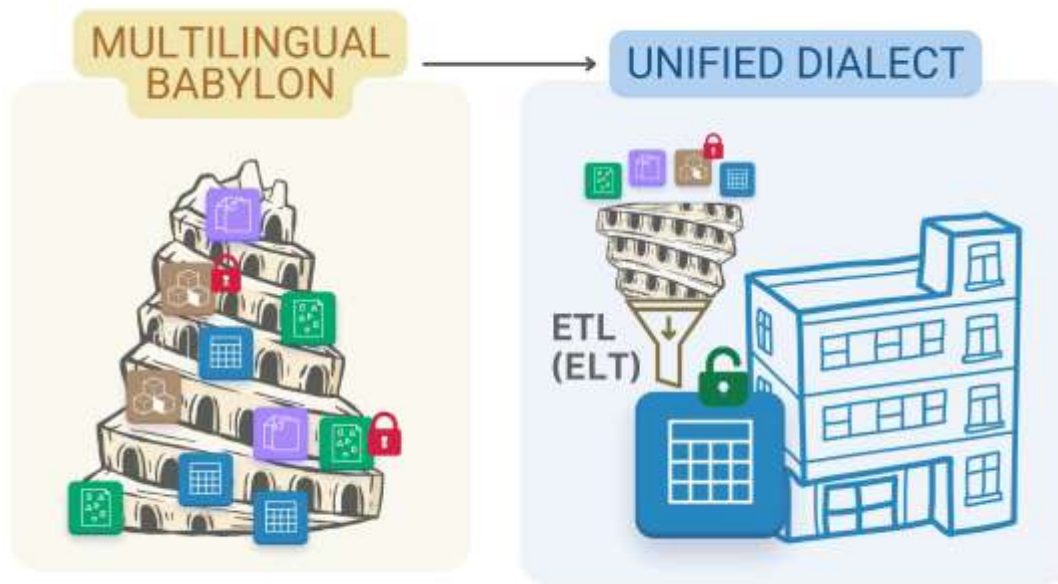 MULTILINGUAL
BABYLON
UNIFIED DIALECT
ETL
(ELT)